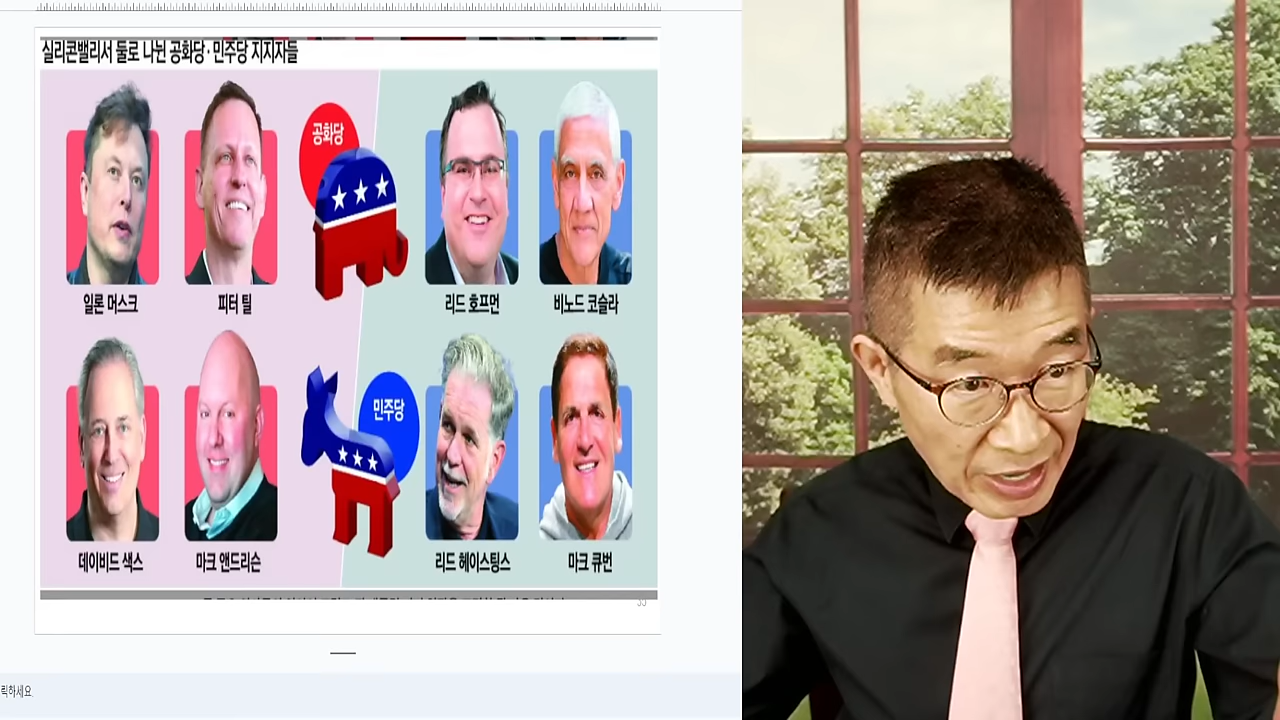 실리콘밸리서 둘로 나뉜 공화당·민주당 지지자들
공화당
일론 머스크
피터 틸
리드 호프먼
비노드 코슬라
민주당
데이비드 색스
마크 앤드리슨
리드 헤이스팅스
마크 큐번
릭하세요.